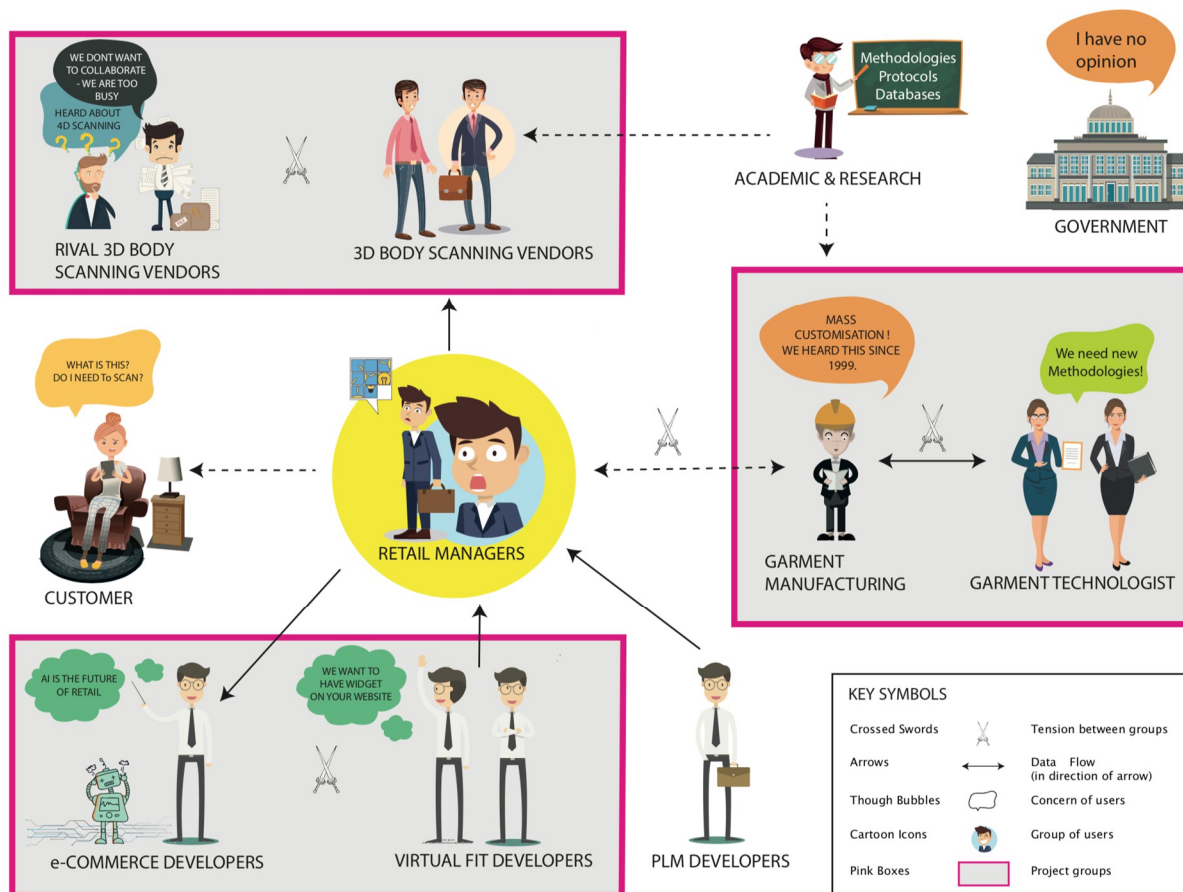 WE DONT WANT
TO COLLABORATE
- WE ARE TOO
BUSY
HEARD ABOUT
4D SCANNING
? ? ?
RIVAL 3D BODY
SCANNING VENDORS
3D BODY SCANNING VENDORS
Methodologies
Protocols
Databases
ACADEMIC & RESEARCH
I have no
opinion
GOVERNMENT
WHAT IS THIS?
DO I NEED To SCAN?
CUSTOMER
RETAIL MANAGERS
MASS
CUSTOMISATION !
WE HEARD THIS SINCE
1999.
We need new
Methodologies!
GARMENT
MANUFACTURING
GARMENT TECHNOLOGIST
AI IS THE FUTURE
OF RETAIL
e-COMMERCE DEVELOPERS
WE WANT TO
HAVE WIDGET
ON YOUR WEBSITE
VIRTUAL FIT DEVELOPERS
PLM DEVELOPERS
KEY SYMBOLS
Crossed Swords Tension between groups
Arrows Data Flow
(in direction of arrow)
Though Bubbles Concern of users
Cartoon Icons Group of users
Pink Boxes Project groups